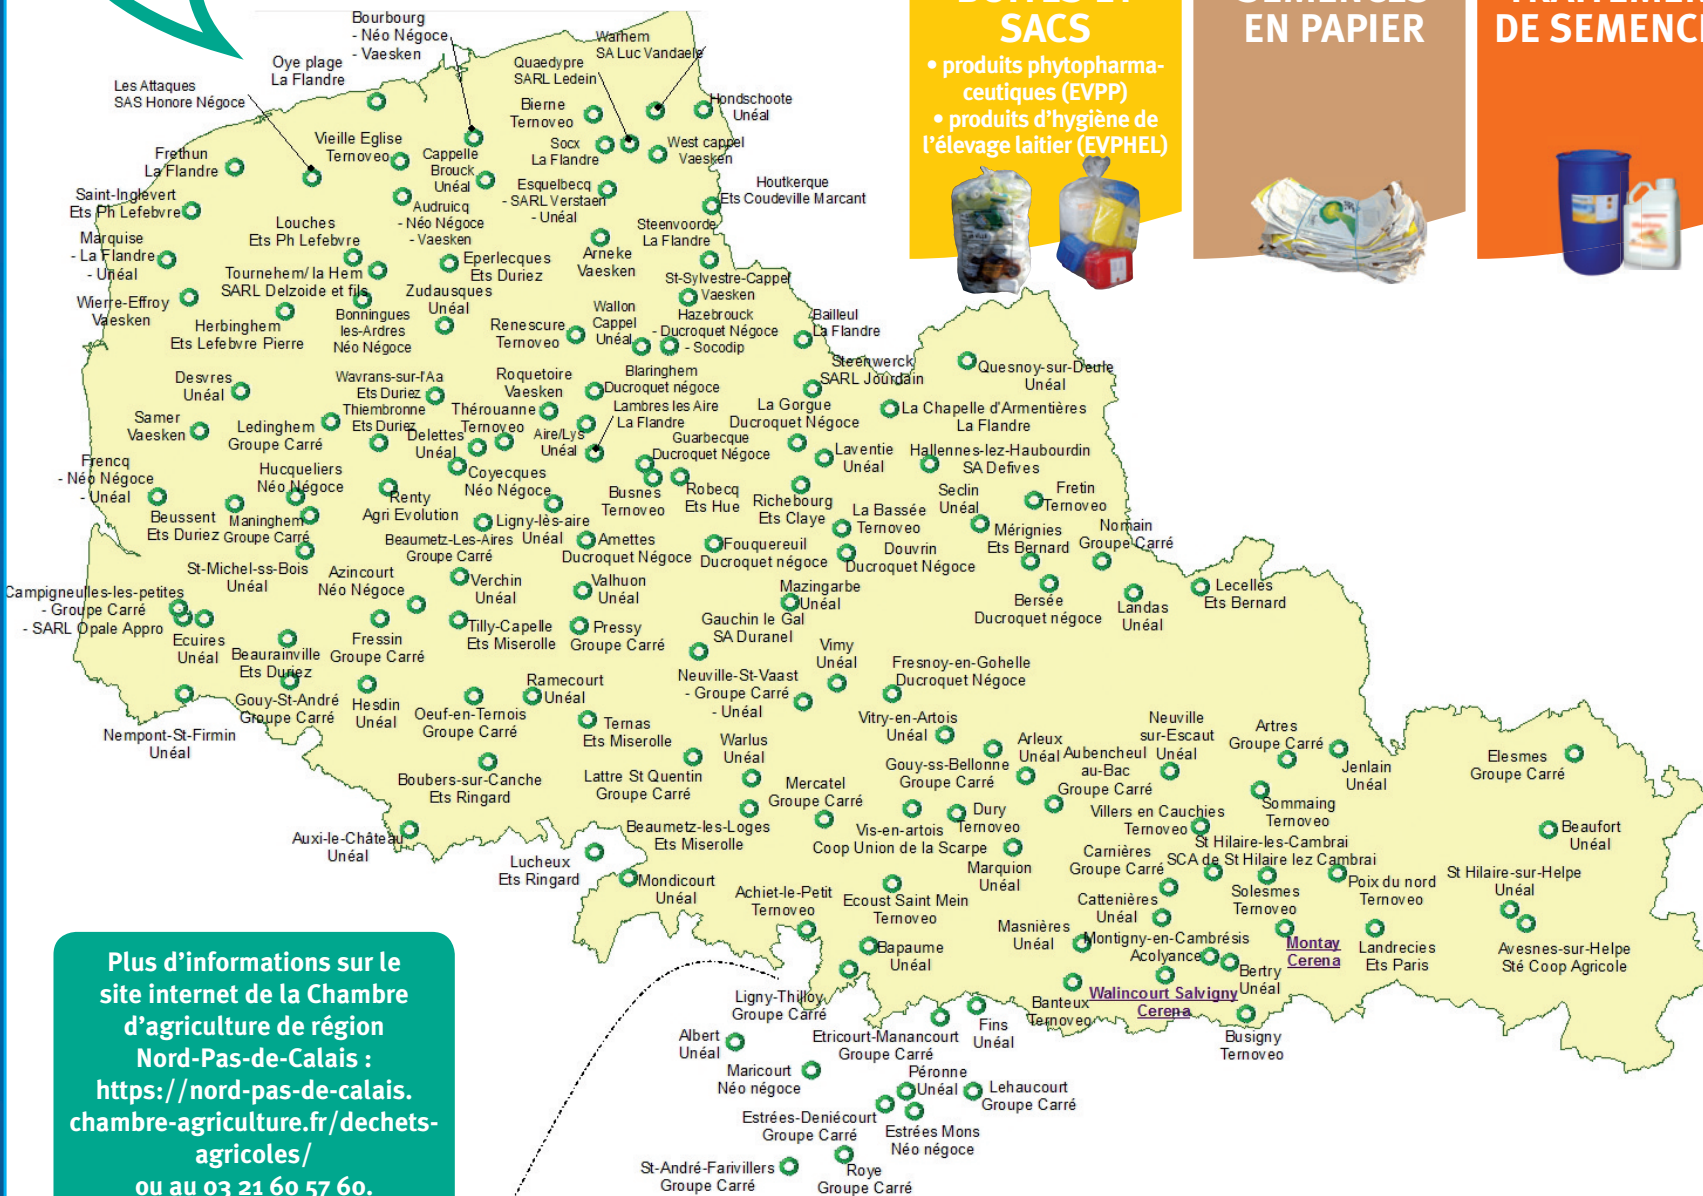 BOITES ET
SACS
• produits phytopharma-
ceutiques (EVPP)
• produits d’hygiène de
l’élevage laitier (EVPHEL)
SEMENCES
EN PAPIER
TRAITEMEN
DE SEMENC
Bourbourg
- Néo Négoce
- Vaesken
Oye plage
La Flandre
Les Attaques
SAS Honore Négoce
Warhem
SA Luc Vandaele
Quaedypre
SARL Ledein
Bierne
Ternoveo
Hondschoote
Unéal
Vieille Eglise
Ternoveo
Socx
La Flandre
West cappel
Vaesken
Frethun
La Flandre
Cappelle
Brouck
Unéal
Esquelbecq
- SARL Verstaen
- Unéal
Houtkerque
Ets Coudeville Marcant
Saint-Inglevert
Ets Ph Lefebvre
Audruicq
- Néo Négoce
- Vaesken
Louches
Ets Ph Lefebvre
Steenvoorde
La Flandre
Marquise
- La Flandre
- Unéal
Arneke
Vaesken
Eperlecques
Ets Duriez
Tournehem/ la Hem
SARL Delzoide et fils
St-Sylvestre-Cappel
Vaesken
Wierre-Effroy
Vaesken
Zudausques
Unéal
Herbinghem
Ets Lefebvre Pierre
Bonningues
les-Ardres
Néo Négoce
Renescure
Ternoveo
Wallon
Cappel
Unéal
Hazebrouck
- Ducroquet Négoce
- Socodip
Bailleul
La Flandre
Steenwerck
SARL Jourdain
Quesnoy-sur-Deule
Unéal
Desvres
Unéal
Wavrans-sur-l'Aa
Ets Duriez
Roquetoire
Vaesken
Blaringhem
Ducroquet négoce
Thiembronne
Ets Duriez
Thérouanne
Ternoveo
Lambres les Aire
La Flandre
La Gorgue
Ducroquet Négoce
La Chapelle d'Armentières
La Flandre
Samer
Vaesken
Ledinghem
Groupe Carré
Delettes
Unéal
Aire/Lys
Unéal
Guarbecque
Ducroquet Négoce
Laventie
Unéal
Hallennes-lez-Haubourdin
SA Defives
Frencq
- Néo Négoce
- Unéal
Hucqueliers
Néo Négoce
Coyecques
Néo Négoce
Renty
Agri Evolution
Busnes
Ternoveo
Robecq
Ets Hue
Richebourg
Ets Claye
Seclin
Unéal
Fretin
Ternoveo
Beussent
Ets Duriez
Maninghem
Groupe Carré
Ligny-lès-aire
Unéal
La Bassée
Ternoveo
Mérignies
Ets Bernard
Nomain
Groupe Carré
Beaumetz-Les-Aires
Groupe Carré
Amettes
Ducroquet Négoce
Fouquereuil
Ducroquet négoce
Douvrin
Ducroquet Négoce
St-Michel-ss-Bois
Unéal
Azincourt
Néo Négoce
Verchin
Unéal
Valhuon
Unéal
Mazingarbe
Unéal
Bersée
Ducroquet négoce
Landas
Unéal
Lecelles
Ets Bernard
Campigneulles-les-petites
- Groupe Carré
- SARL Opale Appro
Ecuires
Unéal
Fressin
Groupe Carré
Tilly-Capelle
Ets Miserolle
Pressy
Groupe Carré
Gauchin le Gal
SA Duranel
Beaurainville
Ets Duriez
Vimy
Unéal
Fresnoy-en-Gohelle
Ducroquet Négoce
Neuville-St-Vaast
- Groupe Carré
- Unéal
Gouy-St-André
Groupe Carré
Hesdin
Unéal
Ramecourt
Unéal
Oeuf-en-Ternois
Groupe Carré
Nempont-St-Firmin
Unéal
Ternas
Ets Miserolle
Warlus
Unéal
Vitry-en-Artois
Unéal
Neuville
sur-Escaut
Unéal
Artres
Groupe Carré
Arleux
Unéal
Aubencheul
au-Bac
Groupe Carré
Jenlain
Unéal
Elesmes
Groupe Carré
Boubers-sur-Canche
Ets Ringard
Lattre St Quentin
Groupe Carré
Gouy-ss-Bellonne
Groupe Carré
Mercatel
Groupe Carré
Sommaing
Ternoveo
Villers en Cauchies
Ternoveo
Dury
Ternoveo
Beaumetz-les-Loges
Ets Miserolle
Vis-en-artois
Coop Union de la Scarpe
Auxi-le-Château
Unéal
Beaufort
Unéal
St Hilaire-les-Cambrai
SCA de St Hilaire lez Cambrai
Carnières
Groupe Carré
Lucheux
Ets Ringard
Marquion
Unéal
St Hilaire-sur-Helpe
Unéal
Mondicourt
Unéal
Poix du nord
Ternoveo
Solesmes
Ternoveo
Achiet-le-Petit
Ternoveo
Ecoust Saint Mein
Ternoveo
Cattenières
Unéal
Masnières
Unéal
Montigny-en-Cambrésis
Acolyance
Montay
Cerena
Landrecies
Ets Paris
Avesnes-sur-Helpe
Sté Coop Agricole
Bapaume
Unéal
Bertry
Unéal
Walincourt Salvigny
Cerena
Banteux
Ternoveo
Ligny-Thilloy
Groupe Carré
Fins
Unéal
Busigny
Ternoveo
Albert
Unéal
Etricourt-Manancourt
Groupe Carré
Maricourt
Néo négoce
Péronne
Unéal
Lehaucourt
Groupe Carré
Estrées-Deniécourt
Groupe Carré
Estrées Mons
Néo négoce
St-André-Farivillers
Groupe Carré
Roye
Groupe Carré
Plus d’informations sur le
site internet de la Chambre
d’agriculture de région
Nord-Pas-de-Calais :
https://nord-pas-de-calais.
chambre-agriculture.fr/dechets-
agricoles/
ou au 03 21 60 57 60.